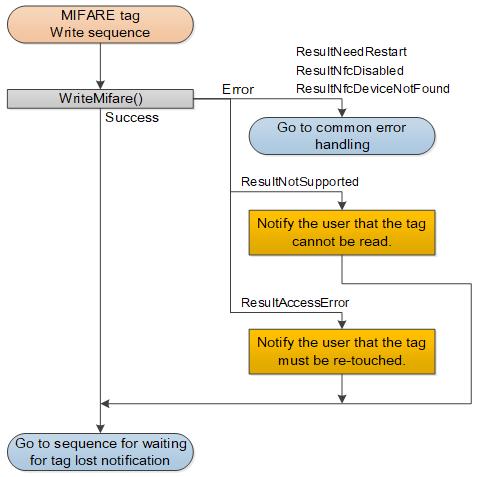 MIFARE tag
Write sequence
WriteMifare()
Error
ResultNeedRestart
ResultNfcDisabled
ResultNfcDeviceNotFound
Success
Go to common error
handling
ResultNotSupported
Notify the user that the tag
cannot be read.
ResultAccessError
Notify the user that the tag
must be re-touched.
Go to sequence for waiting
for tag lost notification